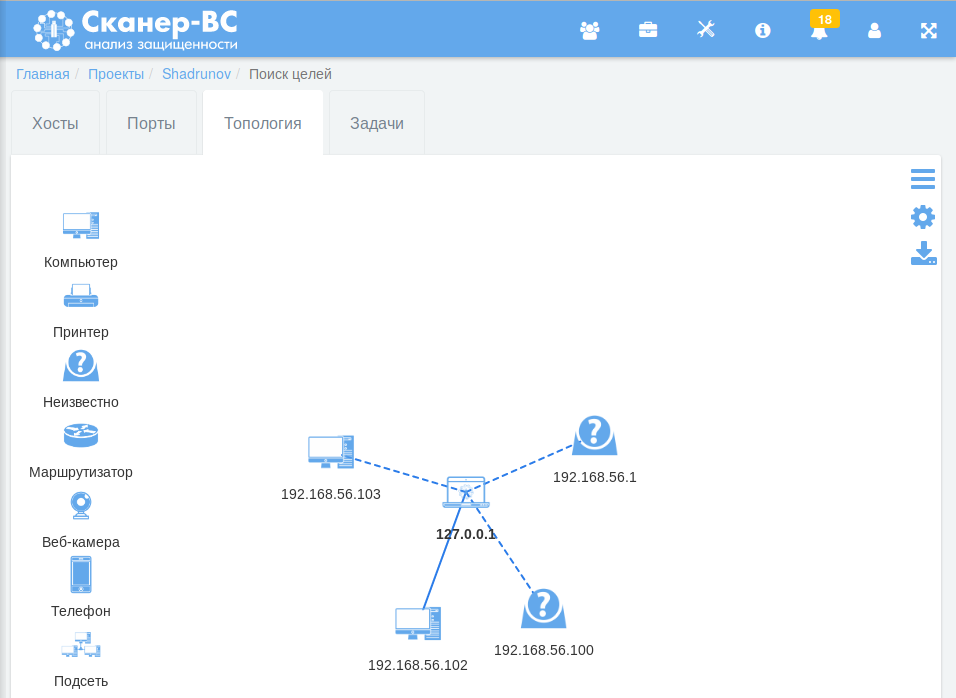 Сканер-ВС
анализ защищенности
18
Главная / Проекты / Shadrunov / Поиск целей
Хосты Порты Топология Задачи
Компьютер
Принтер
Неизвестно
Маршрутизатор
Веб-камера
Телефон
Подсеть
192.168.56.1
192.168.56.103
127.0.0.1
192.168.56.100
192.168.56.102